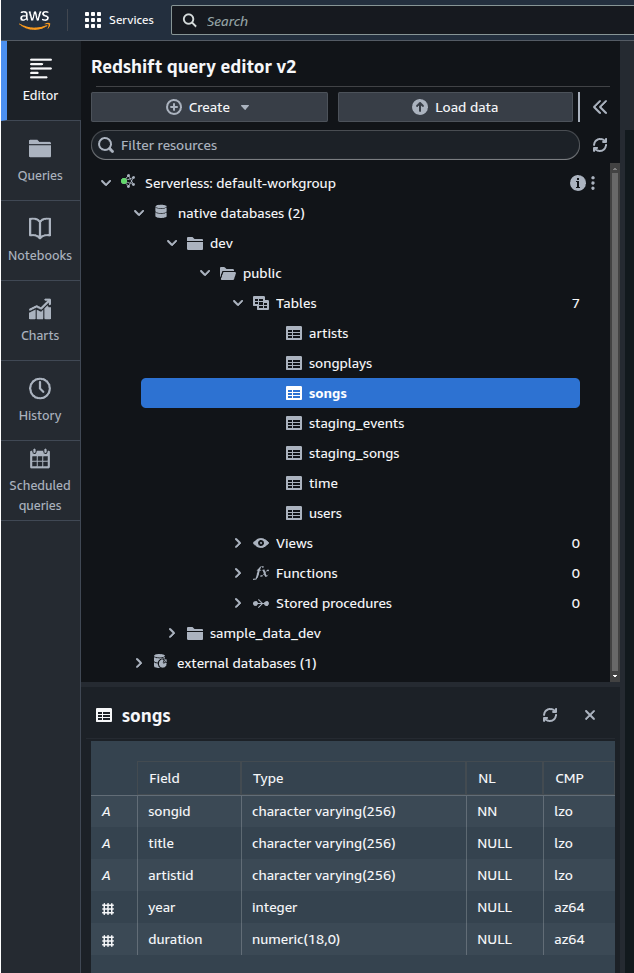 aws
Services
Search
Editor
Queries
Notebooks
Charts
History
Scheduled
queries
Redshift query editor v2
Create
Load data
Filter resources
Serverless: default-workgroup
native databases (2)
dev
public
Tables 7
artists
songplays
songs
staging_events
staging_songs
time
users
Views 0
fx Functions 0
Stored procedures 0
sample_data_dev
external databases (1)
songs
Field Type NL CMP
A songid character varying(256) NN lzo
A title character varying(256) NULL lzo
A artistid character varying(256) NULL lzo
# year integer NULL az64
# duration numeric(18,0) NULL az64